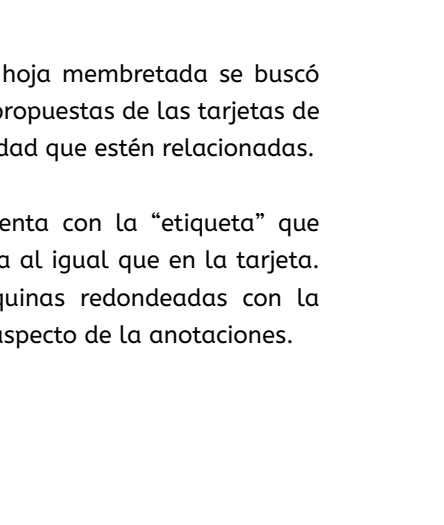 hoja membretada se buscó
propuestas de las tarjetas de
dad que estén relacionadas.
enta con la “etiqueta” que
a al igual que en la tarjeta.
quinas redondeadas con la
aspecto de la anotaciones.